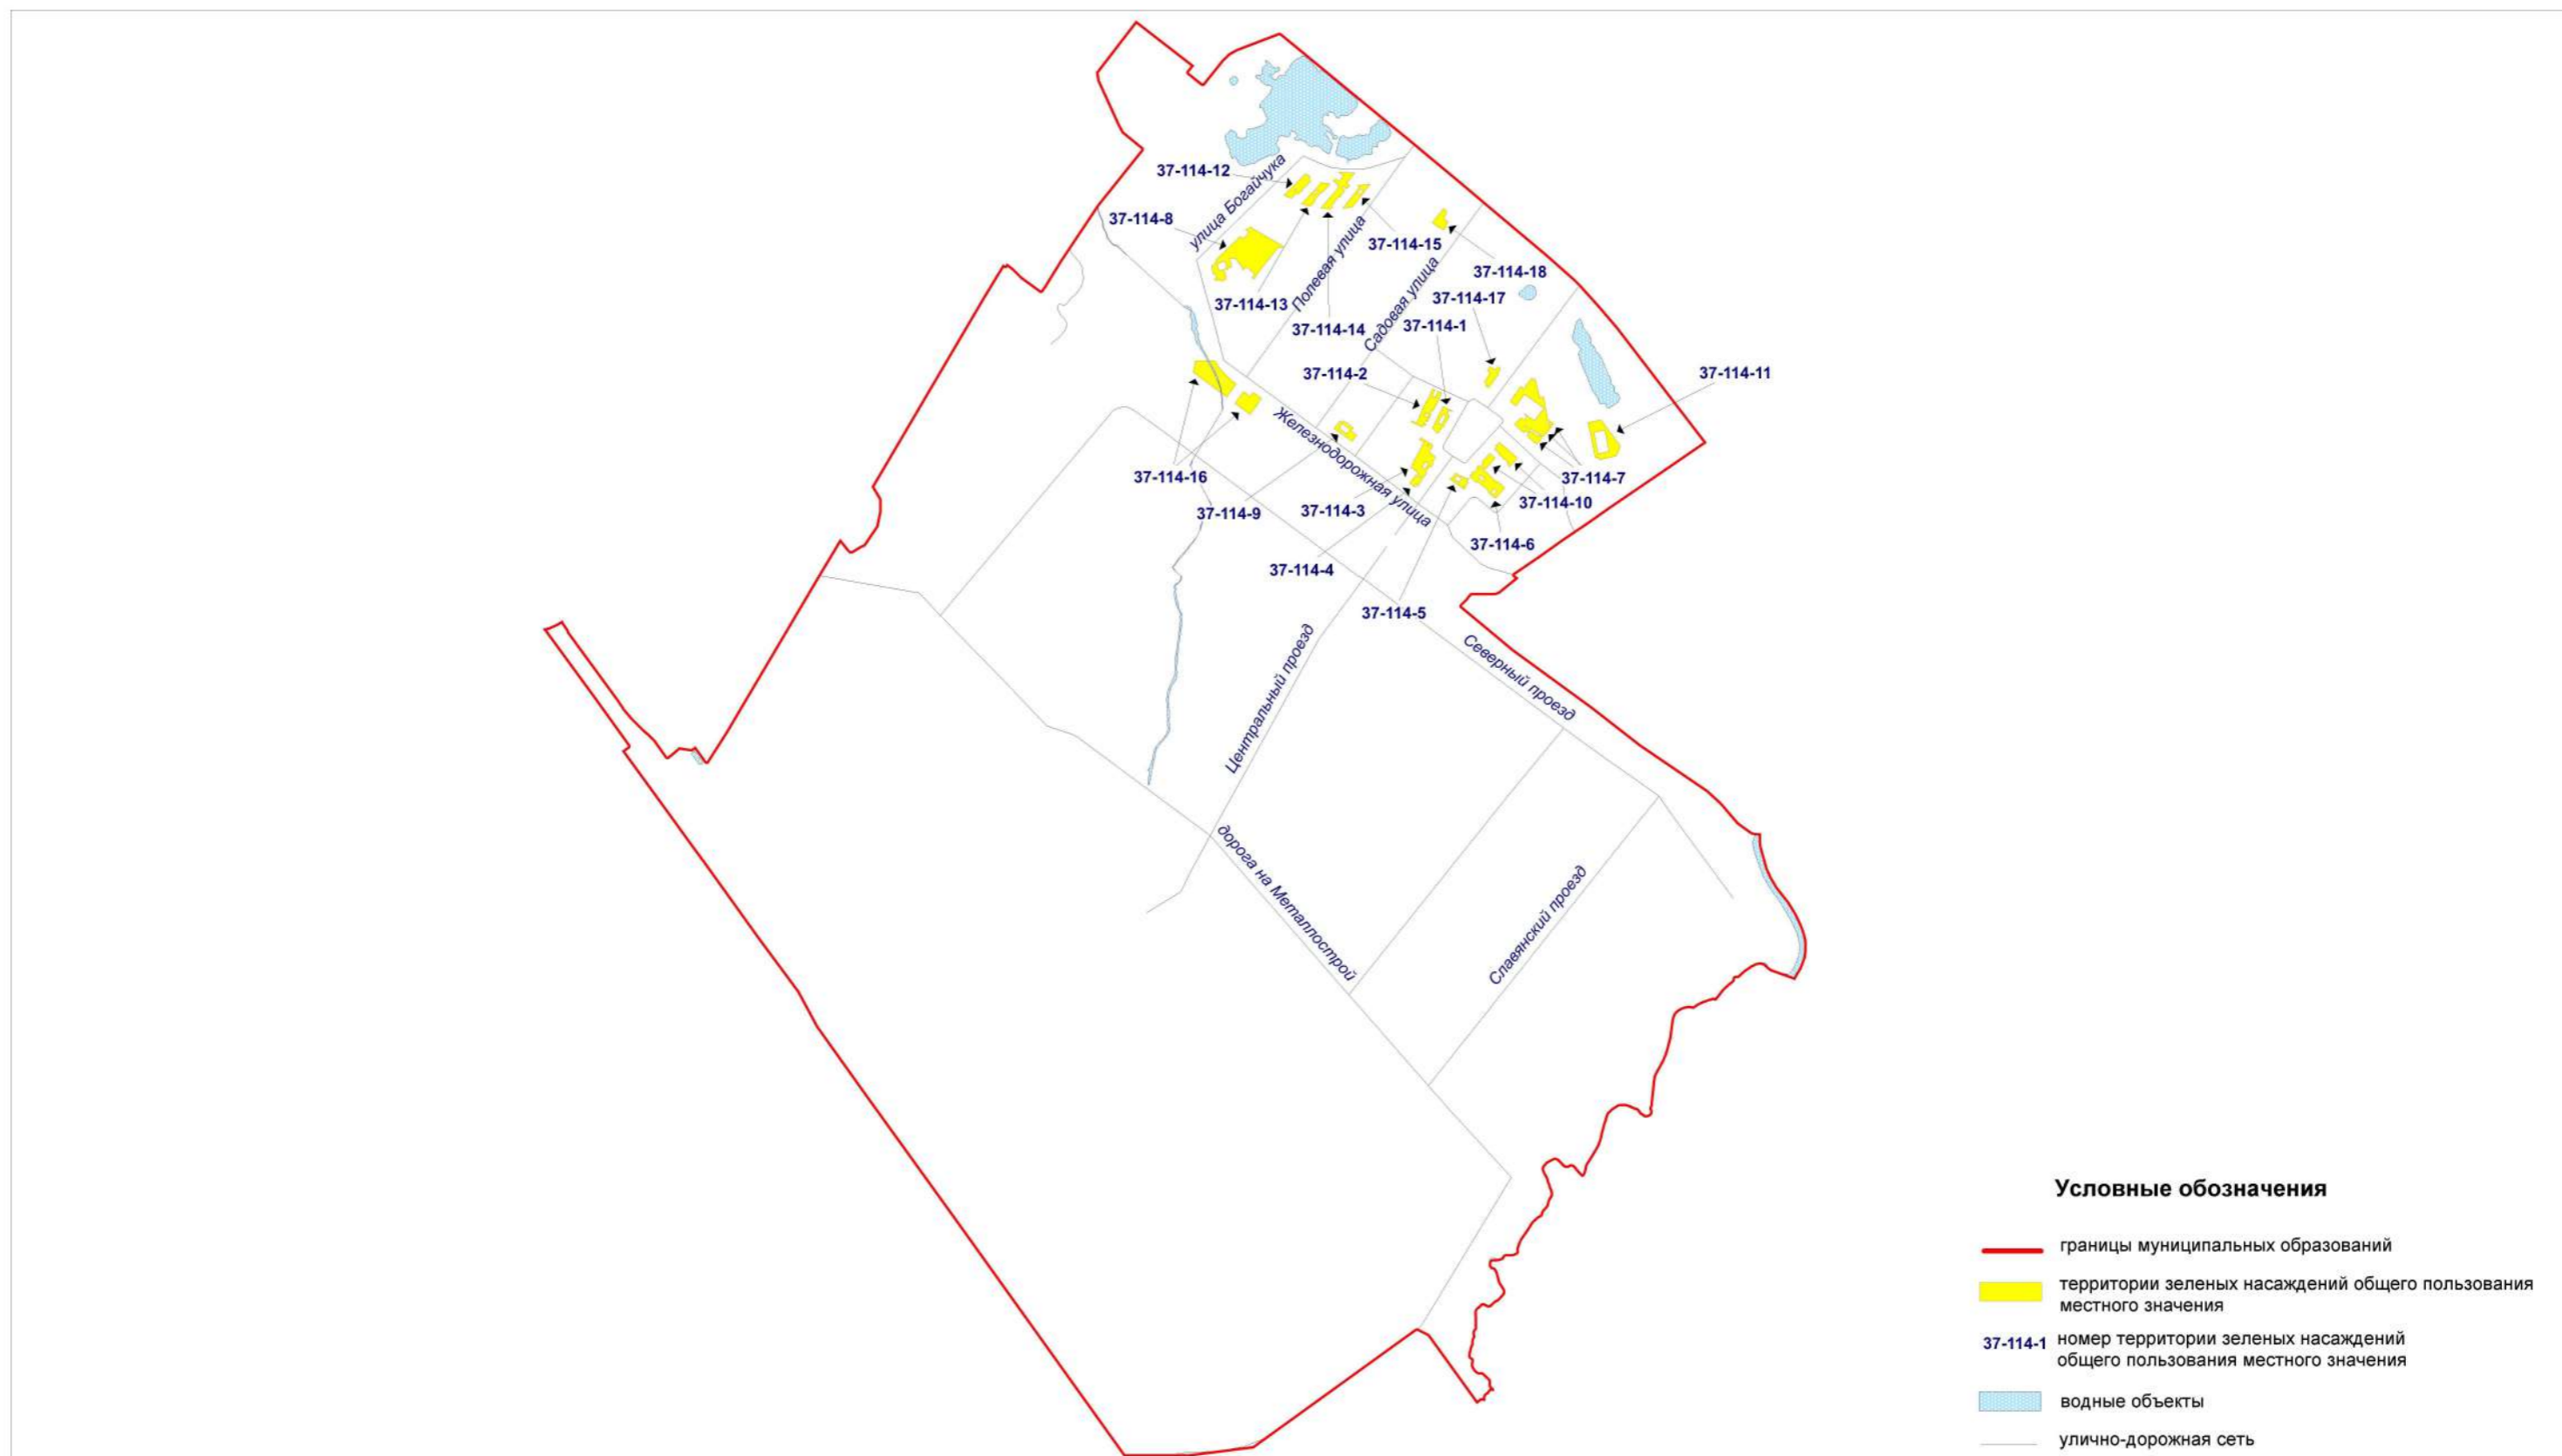 37-114-12
улица Богайчука
37-114-8
37-114-15
37-114-18
37-114-13
Полевая улица
37-114-17
37-114-14
Садовая улица
37-114-1
37-114-2
37-114-11
Железнодорожная улица
37-114-16
37-114-7
37-114-10
37-114-9
37-114-3
37-114-6
37-114-4
37-114-5
Центральный проезд
Северный проезд
дорога на Металлострой
Славянский проезд
Условные обозначения
границы муниципальных образований
территории зеленых насаждений общего пользования
местного значения
37-114-1 номер территории зеленых насаждений
общего пользования местного значения
водные объекты
улично-дорожная сеть